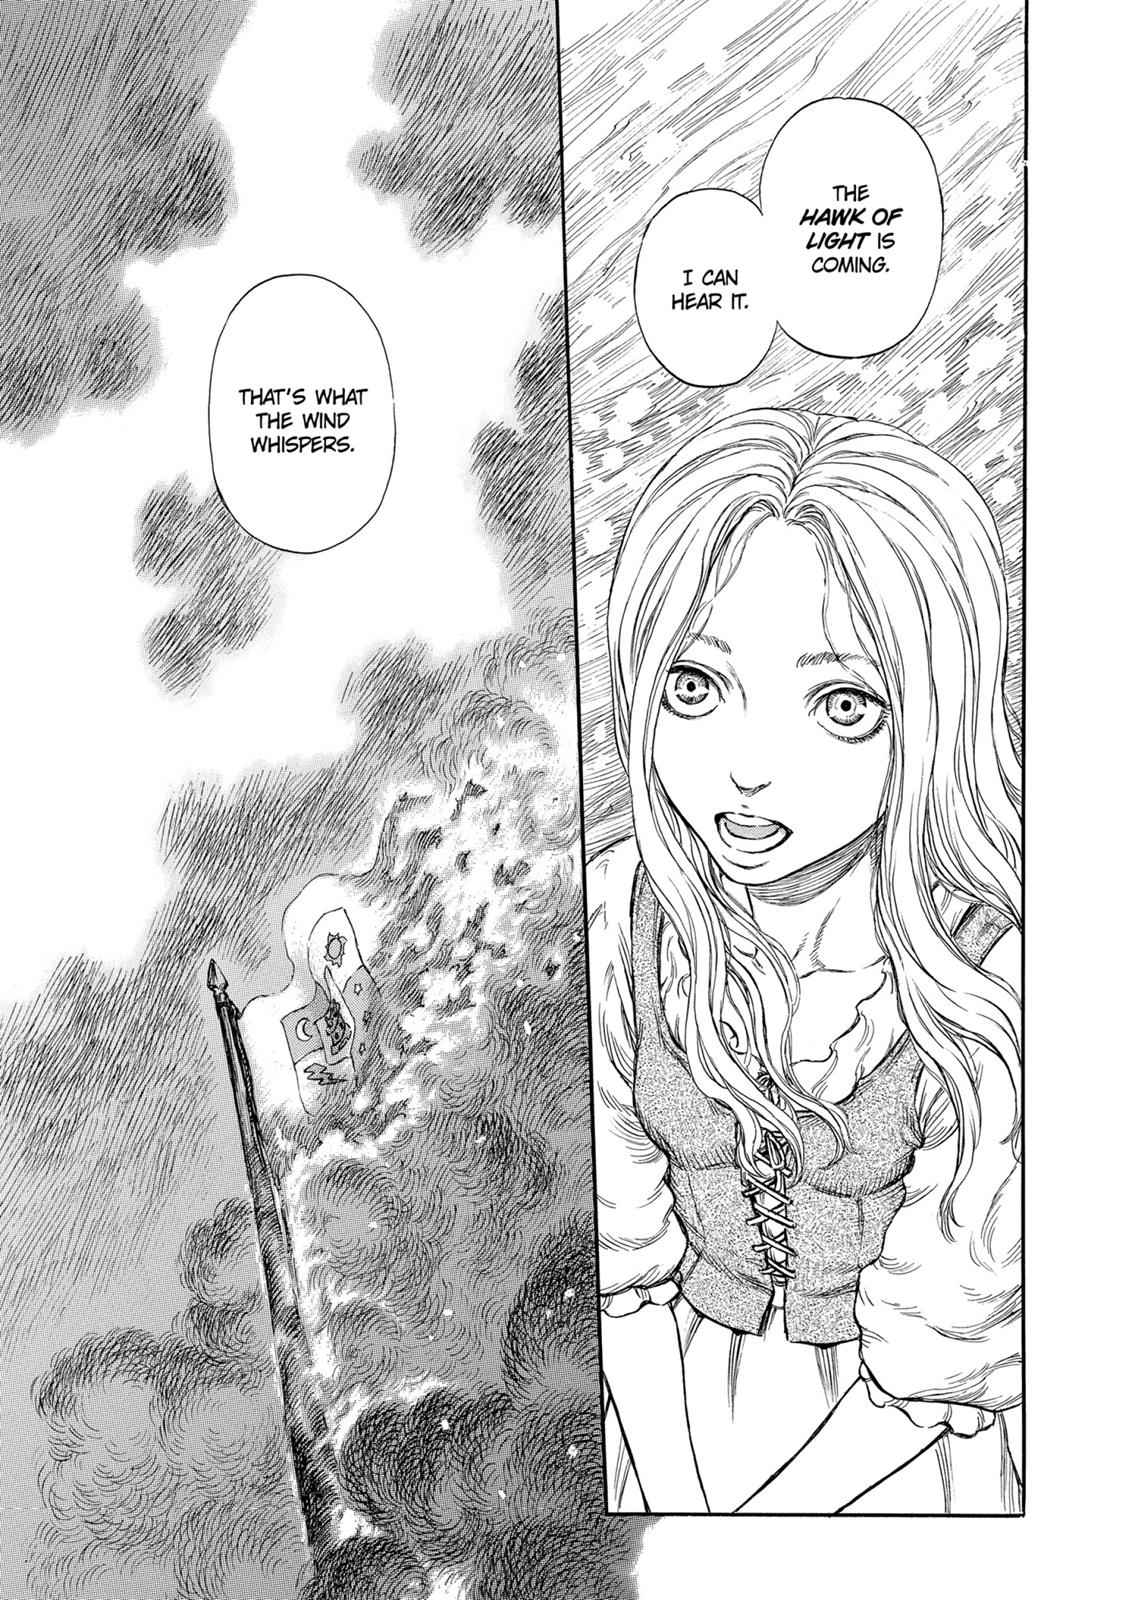 THE
HAWK OF
LIGHT IS
COMING.
I CAN
HEAR IT.
THAT'S WHAT
THE WIND
WHISPERS.